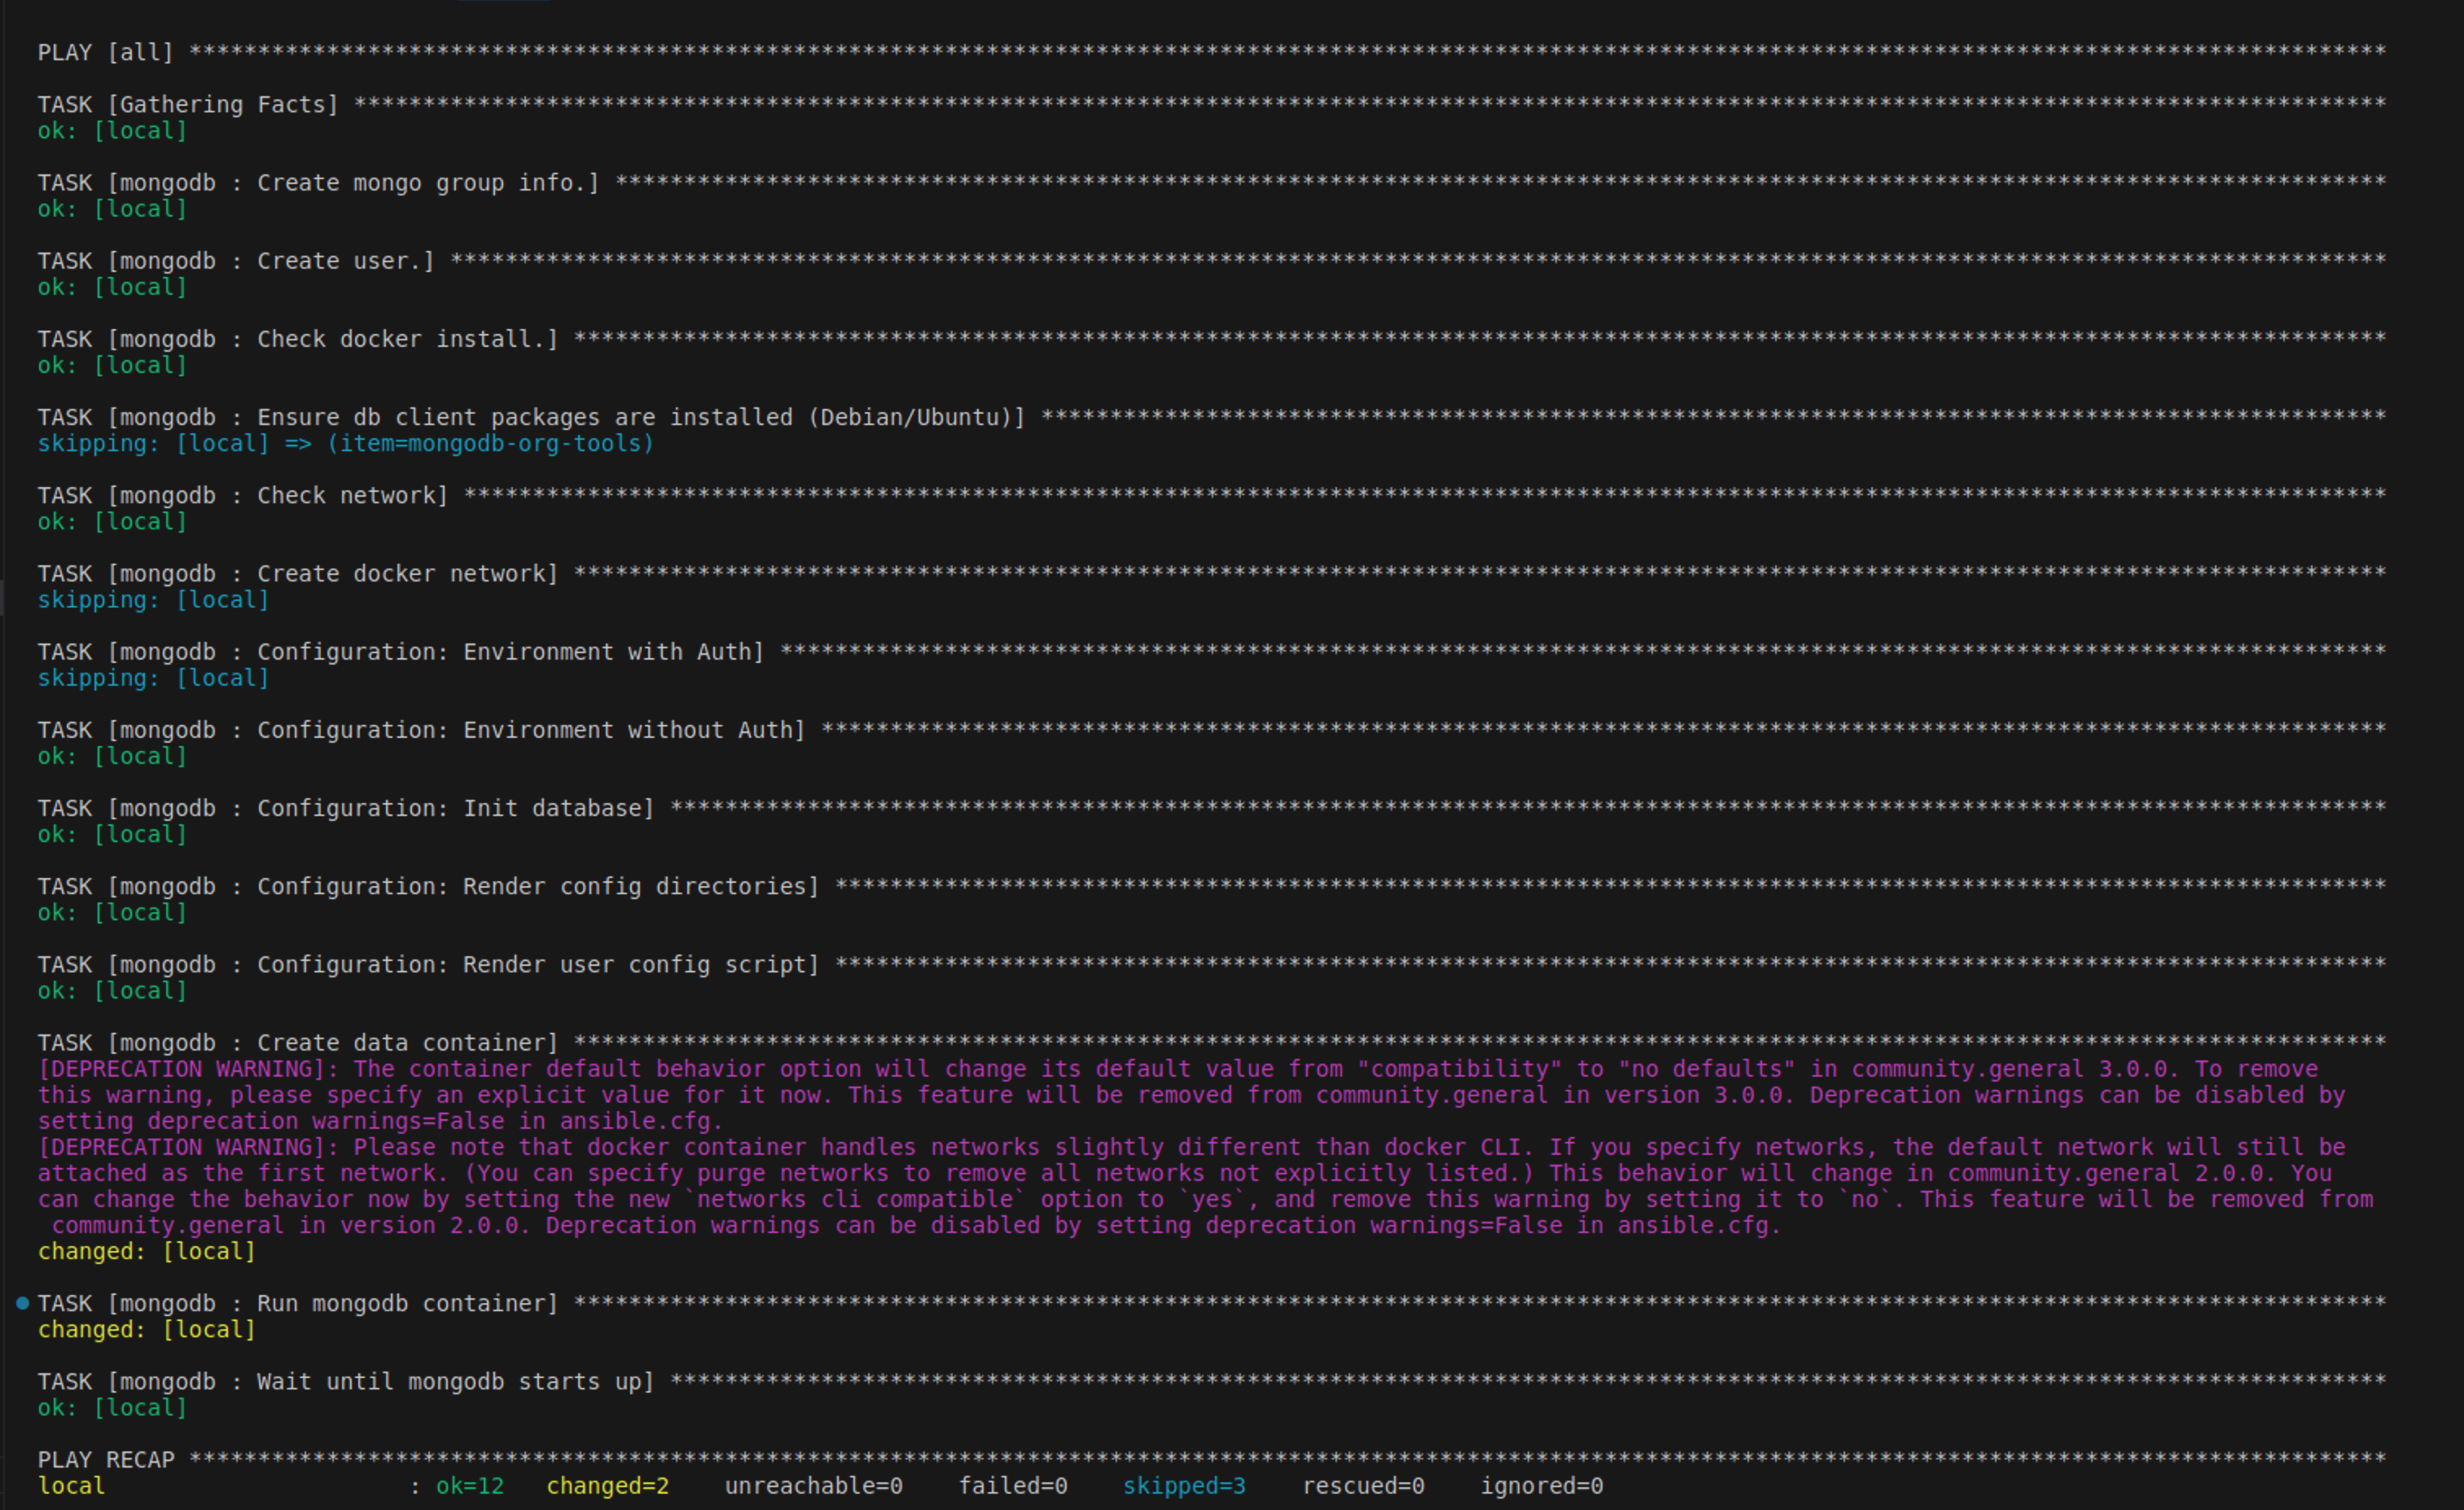 PLAY [all] ****************************************************************************************************************************************************************
TASK [Gathering Facts] ****************************************************************************************************************************************************
ok: [local]
TASK [mongodb : Create mongo group info.] *********************************************************************************************************************************
ok: [local]
TASK [mongodb : Create user.] *********************************************************************************************************************************************
ok: [local]
TASK [mongodb : Check docker install.] ************************************************************************************************************************************
ok: [local]
TASK [mongodb : Ensure db client packages are installed (Debian/Ubuntu)] **************************************************************************************************
skipping: [local] => (item=mongodb-org-tools)
TASK [mongodb : Check network] ********************************************************************************************************************************************
ok: [local]
TASK [mongodb : Create docker network] ************************************************************************************************************************************
skipping: [local]
TASK [mongodb : Configuration: Environment with Auth] *********************************************************************************************************************
skipping: [local]
TASK [mongodb : Configuration: Environment without Auth] ******************************************************************************************************************
ok: [local]
TASK [mongodb : Configuration: Init database] *****************************************************************************************************************************
ok: [local]
TASK [mongodb : Configuration: Render config directories] *****************************************************************************************************************
ok: [local]
TASK [mongodb : Configuration: Render user config script] *****************************************************************************************************************
ok: [local]
TASK [mongodb : Create data container] ************************************************************************************************************************************
[DEPRECATION WARNING]: The container default behavior option will change its default value from "compatibility" to "no defaults" in community.general 3.0.0. To remove
this warning, please specify an explicit value for it now. This feature will be removed from community.general in version 3.0.0. Deprecation warnings can be disabled by
setting deprecation warnings=False in ansible.cfg.
[DEPRECATION WARNING]: Please note that docker container handles networks slightly different than docker CLI. If you specify networks, the default network will still be
attached as the first network. (You can specify purge networks to remove all networks not explicitly listed.) This behavior will change in community.general 2.0.0. You
can change the behavior now by setting the new `networks cli compatible` option to `yes`, and remove this warning by setting it to `no`. This feature will be removed from
community.general in version 2.0.0. Deprecation warnings can be disabled by setting deprecation warnings=False in ansible.cfg.
changed: [local]
TASK [mongodb : Run mongodb container] ************************************************************************************************************************************
changed: [local]
TASK [mongodb : Wait until mongodb starts up] *****************************************************************************************************************************
ok: [local]
PLAY RECAP ****************************************************************************************************************************************************************
local : ok=12 changed=2 unreachable=0 failed=0 skipped=3 rescued=0 ignored=0